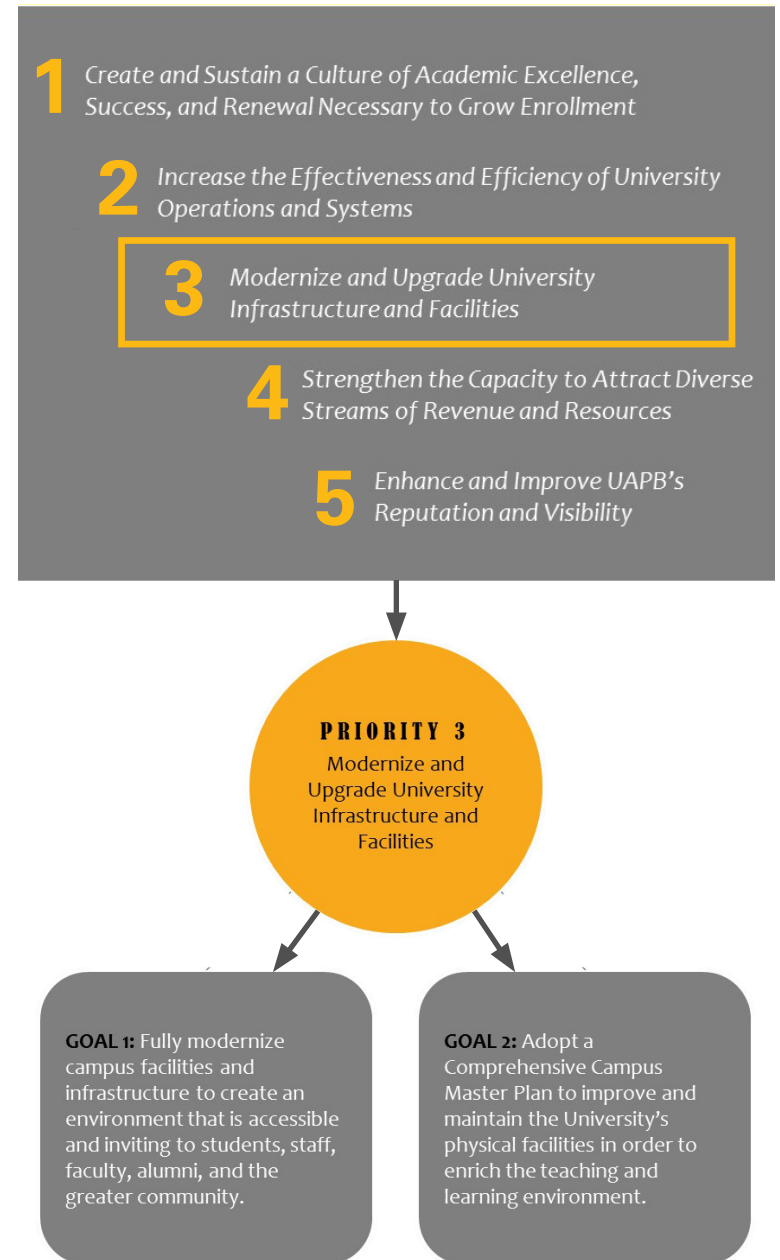 1 Create and Sustain a Culture of Academic Excellence,
Success, and Renewal Necessary to Grow Enrollment
2 Increase the Effectiveness and Efficiency of University
Operations and Systems
3 Modernize and Upgrade University
Infrastructure and Facilities
4 Strengthen the Capacity to Attract Diverse
Streams of Revenue and Resources
5 Enhance and Improve UAPB's
Reputation and Visibility
PRIORITY 3
Modernize and
Upgrade University
Infrastructure and
Facilities
GOAL 1: Fully modernize
campus facilities and
infrastructure to create an
environment that is accessible
and inviting to students, staff,
faculty, alumni, and the
greater community.
GOAL 2: Adopt a
Comprehensive Campus
Master Plan to improve and
maintain the University's
physical facilities in order to
enrich the teaching and
learning environment.